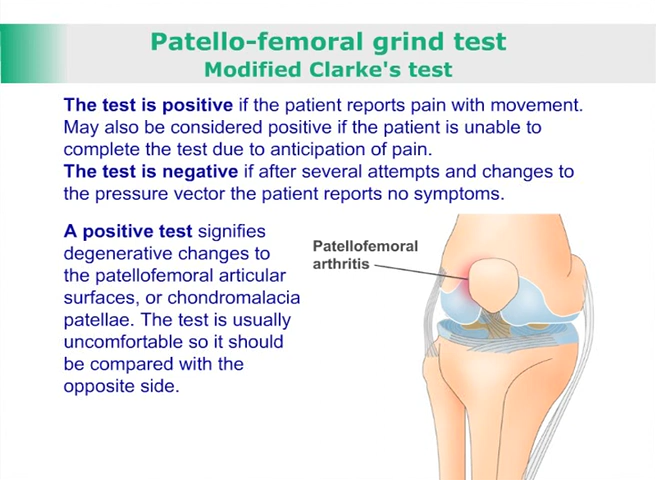 Patello-femoral grind test
Modified Clarke's test
The test is positive if the patient reports pain with movement.
May also be considered positive if the patient is unable to
complete the test due to anticipation of pain.
The test is negative if after several attempts and changes to
the pressure vector the patient reports no symptoms.
A positive test signifies
degenerative changes to
the patellofemoral articular
surfaces, or chondromalacia
patellae. The test is usually
uncomfortable so it should
be compared with the
opposite side.
Patellofemoral
arthritis